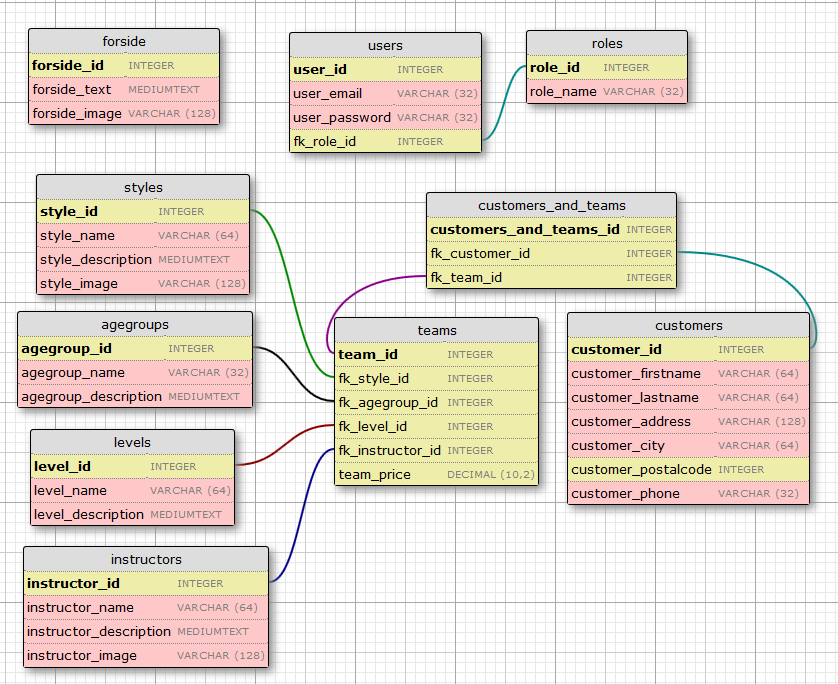 forside
forside_id INTEGER
forside_text MEDIUMTEXT
forside_image VARCHAR (128)
users
user_id INTEGER
user_email VARCHAR (32)
user_password VARCHAR (32)
fk_role_id INTEGER
roles
role_id INTEGER
role_name VARCHAR (32)
styles
style_id INTEGER
style_name VARCHAR (64)
style_description MEDIUMTEXT
style_image VARCHAR (128)
customers_and_teams
customers_and_teams_id INTEGER
fk_customer_id INTEGER
fk_team_id INTEGER
agegroups
agegroup_id INTEGER
agegroup_name VARCHAR (32)
agegroup_description MEDIUMTEXT
teams
team_id INTEGER
fk_style_id INTEGER
fk_agegroup_id INTEGER
fk_level_id INTEGER
fk_instructor_id INTEGER
team_price DECIMAL (10,2)
customers
customer_id INTEGER
customer_firstname VARCHAR (64)
customer_lastname VARCHAR (64)
customer_address VARCHAR (128)
customer_city VARCHAR (64)
customer_postalcode INTEGER
customer_phone VARCHAR (32)
levels
level_id INTEGER
level_name VARCHAR (64)
level_description MEDIUMTEXT
instructors
instructor_id INTEGER
instructor_name VARCHAR (64)
instructor_description MEDIUMTEXT
instructor_image VARCHAR (128)